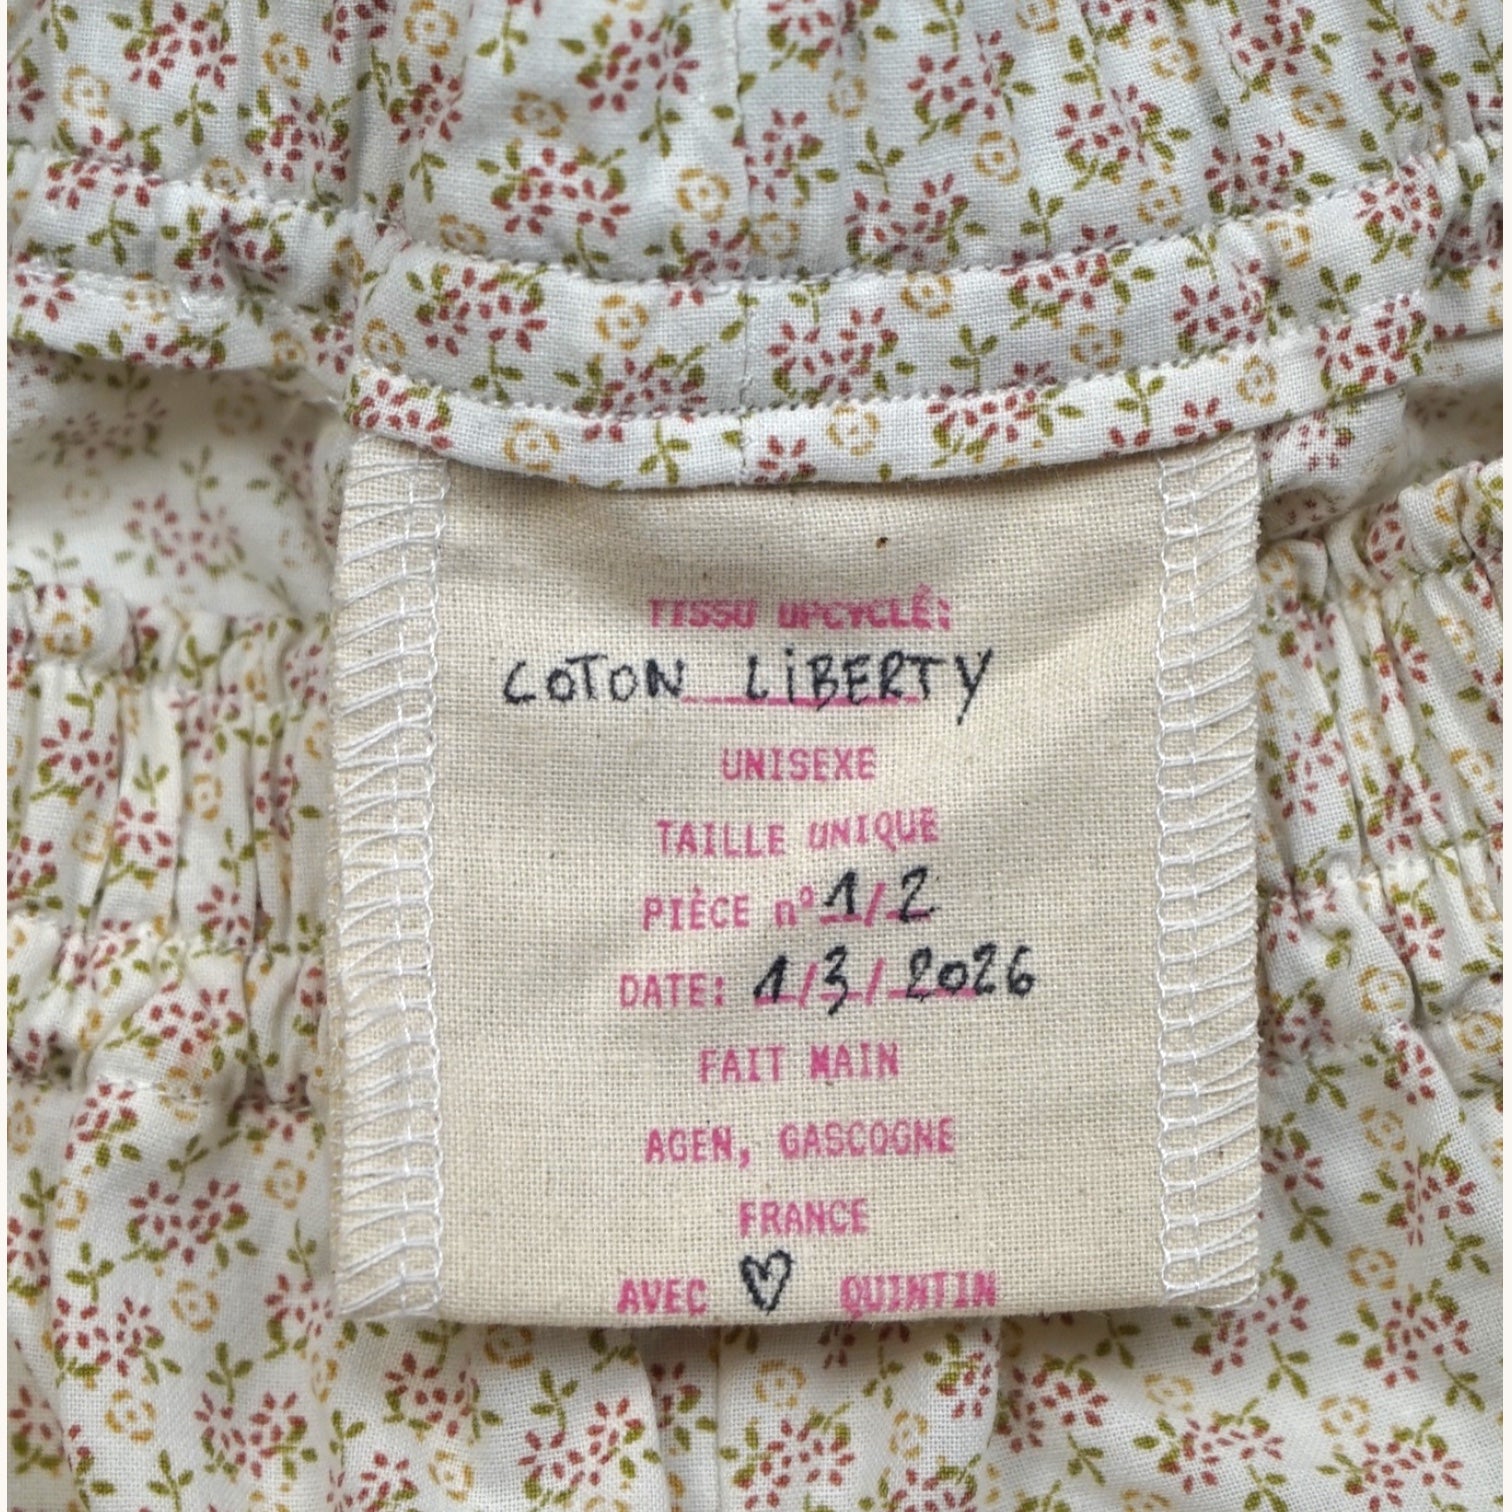 TISSU UPCYCLÉ:
COTON LiBERTY
UNISEXE
TAILLE UNIQUE
PIÈCE n° 1/2
DATE: 1/3/2026
FAIT MAIN
AGEN, GASCOGNE
FRANCE
AVEC ♡ QUINTIN